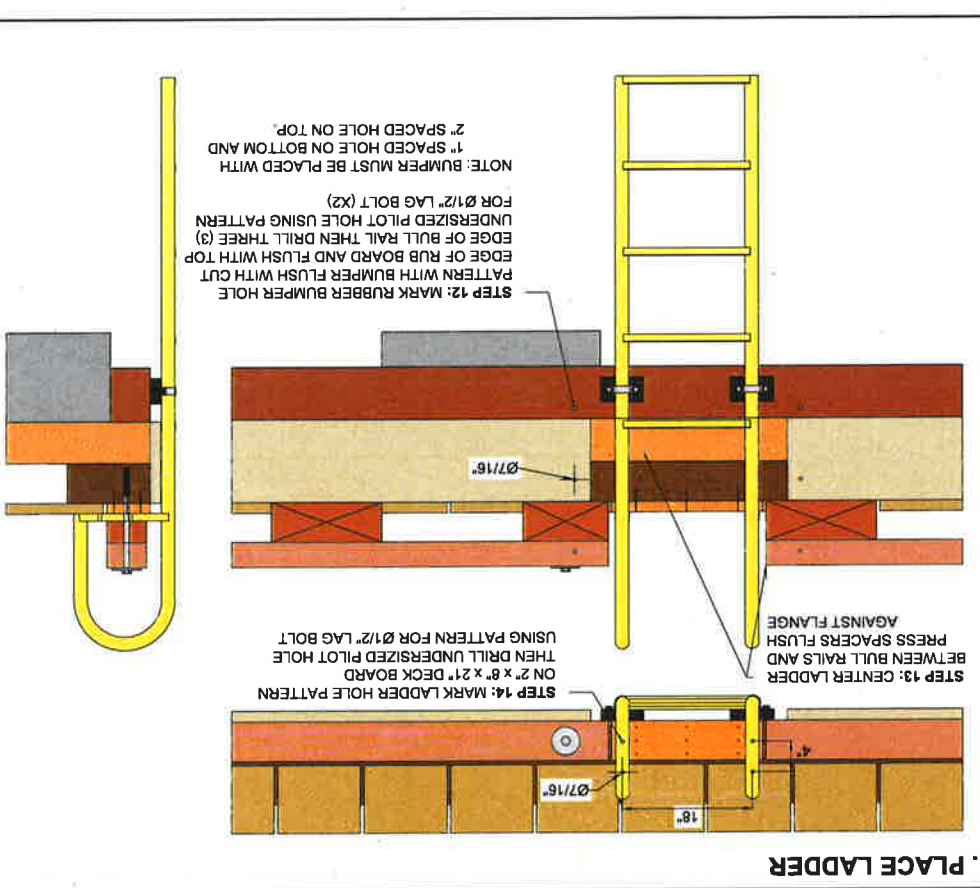 . PLACE LADDER
18"
Ø7/16"
4"
STEP 13: CENTER LADDER
BETWEEN BULL RAILS AND
PRESS SPACERS FLUSH
AGAINST FLANGE
STEP 14: MARK LADDER HOLE PATTERN
ON 2" x 8" x 21" DECK BOARD
THEN DRILL UNDERSIZED PILOT HOLE
USING PATTERN FOR Ø1/2" LAG BOLT
Ø7/16"
STEP 12: MARK RUBBER BUMPER HOLE
PATTERN WITH BUMPER FLUSH WITH CUT
EDGE OF RUB BOARD AND FLUSH WITH TOP
EDGE OF BULL RAIL THEN DRILL THREE (3)
UNDERSIZED PILOT HOLE USING PATTERN
FOR Ø1/2" LAG BOLT (X2)
NOTE: BUMPER MUST BE PLACED WITH
1" SPACED HOLE ON BOTTOM AND
2" SPACED HOLE ON TOP.